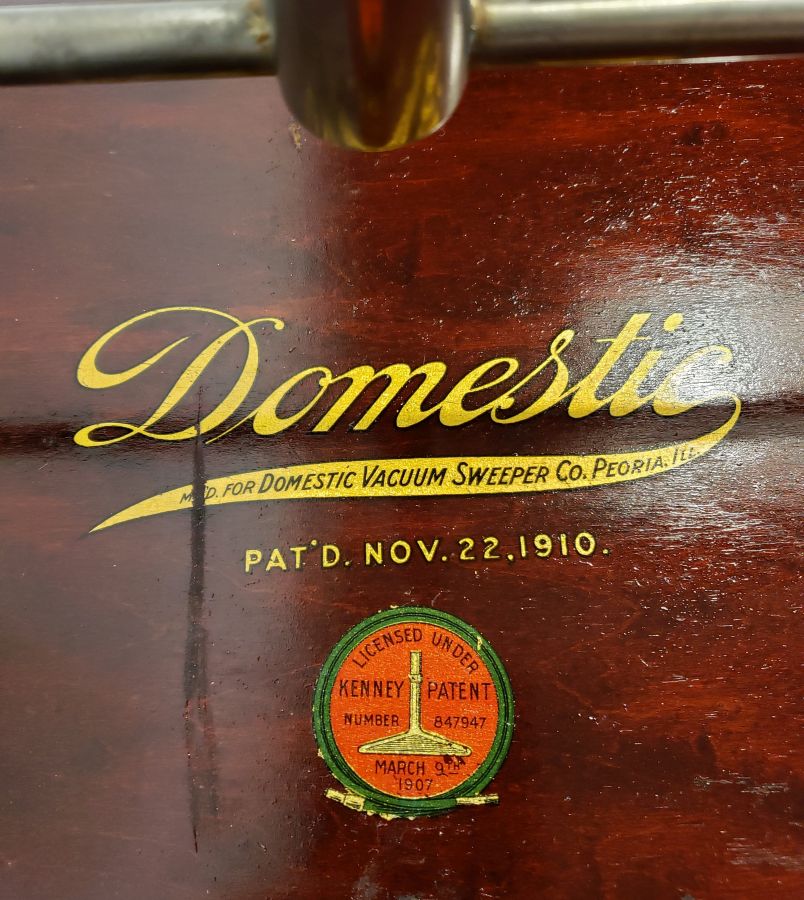 Domestic
M'F'D. FOR DOMESTIC VACUUM SWEEPER CO. PEORIA. ILL.
PAT'D. NOV. 22, 1910.
LICENSED UNDER
KENNEY PATENT
NUMBER 847947
MARCH 9TH
1907